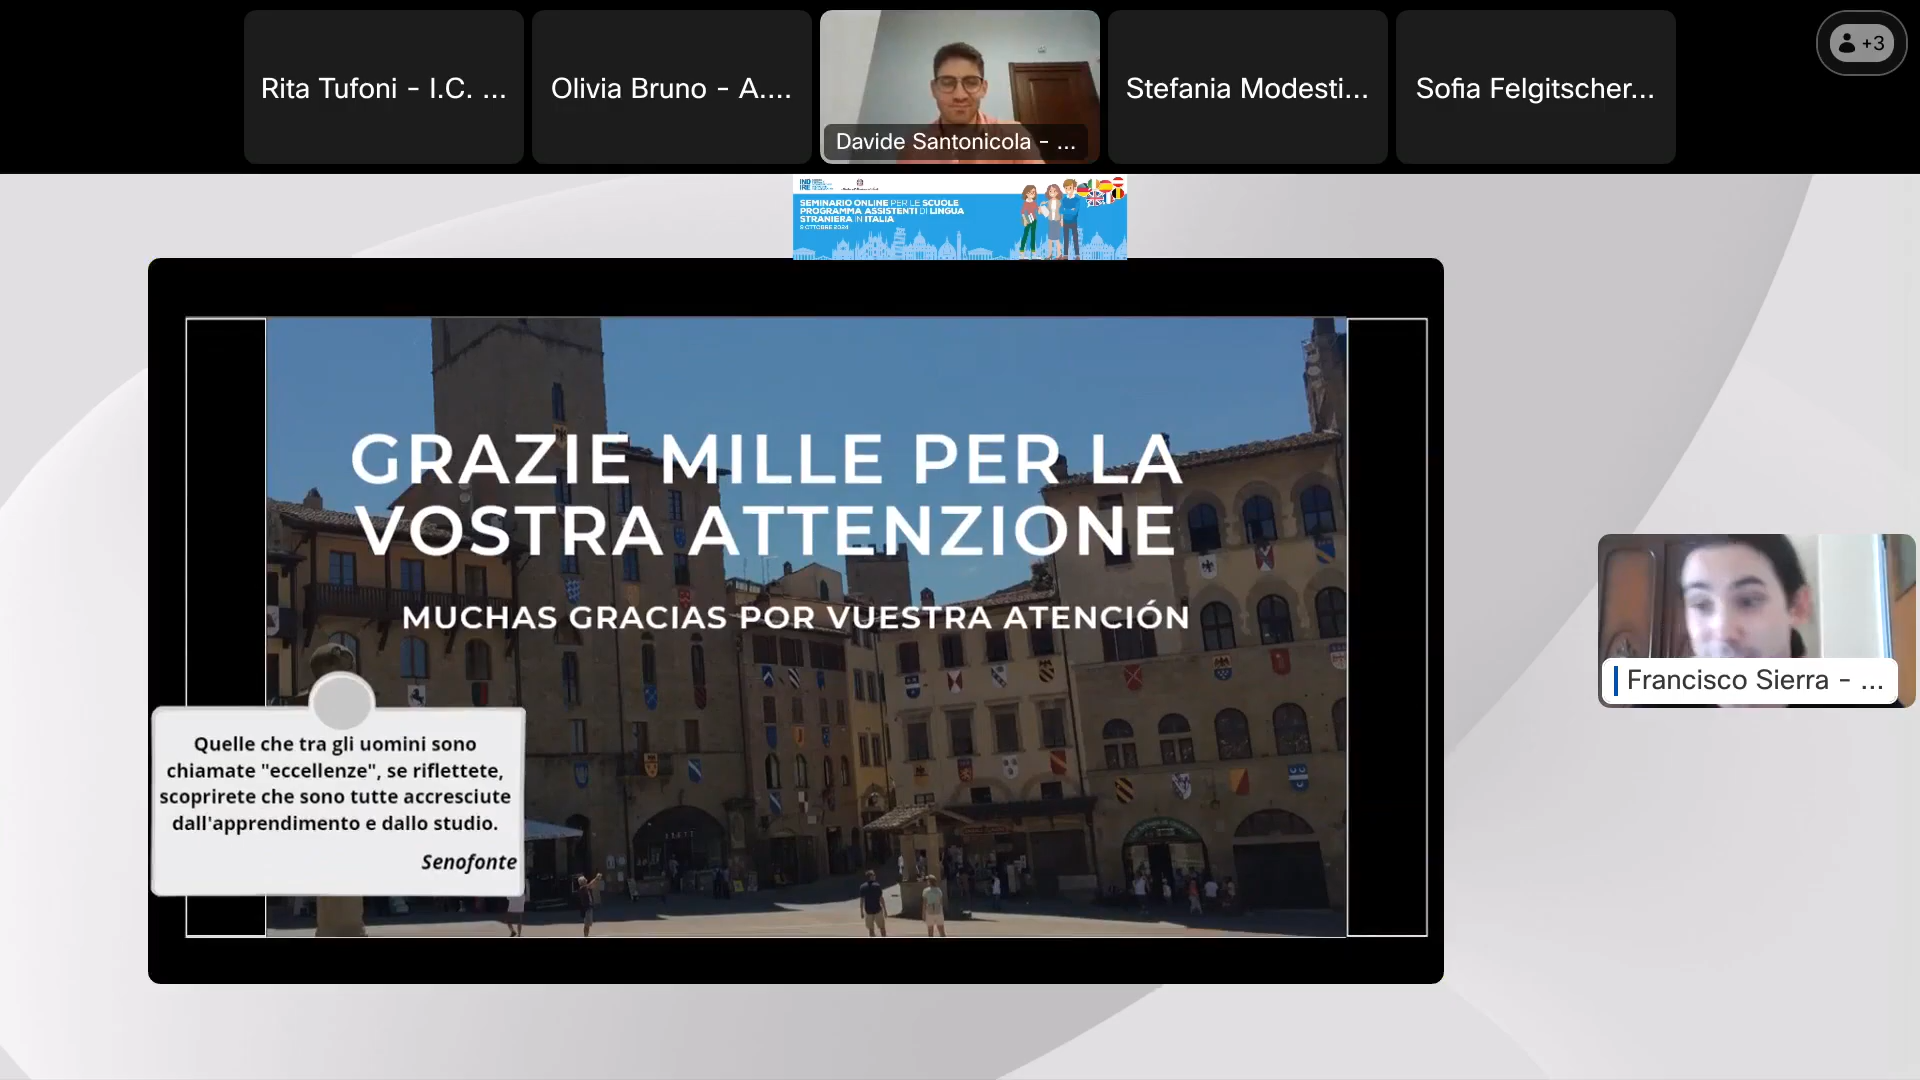 Rita Tufoni - I.C. ...
Olivia Bruno - A....
Davide Santonicola - ...
Stefania Modesti...
Sofia Felgitscher...
+3
SEMINARIO ONLINE PER LE SCUOLE
PROGRAMMA ASSISTENTI DI LINGUA
STRANIERA IN ITALIA
GRAZIE MILLE PER LA
VOSTRA ATTENZIONE
MUCHAS GRACIAS POR VUESTRA ATENCIÓN
Francisco Sierra - ...
Quelle che tra gli uomini sono
chiamate "eccellenze", se riflettete,
scoprirete che sono tutte accresciute
dall'apprendimento e dallo studio.
Senofonte